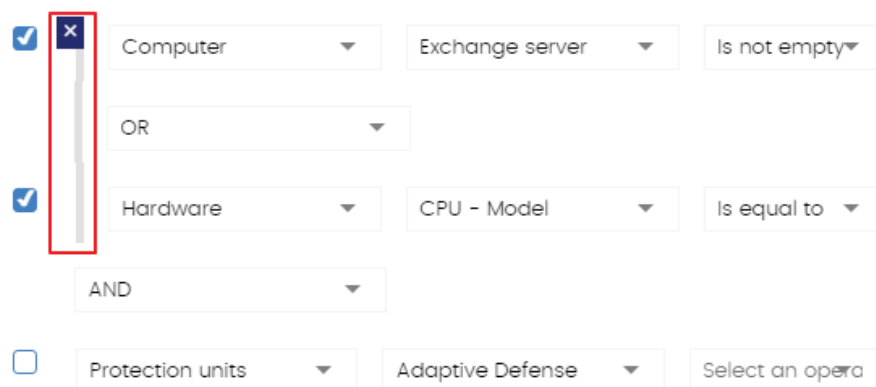 Computer Exchange server Is not empty
OR
Hardware CPU - Model Is equal to
AND
Protection units Adaptive Defense Select an opera